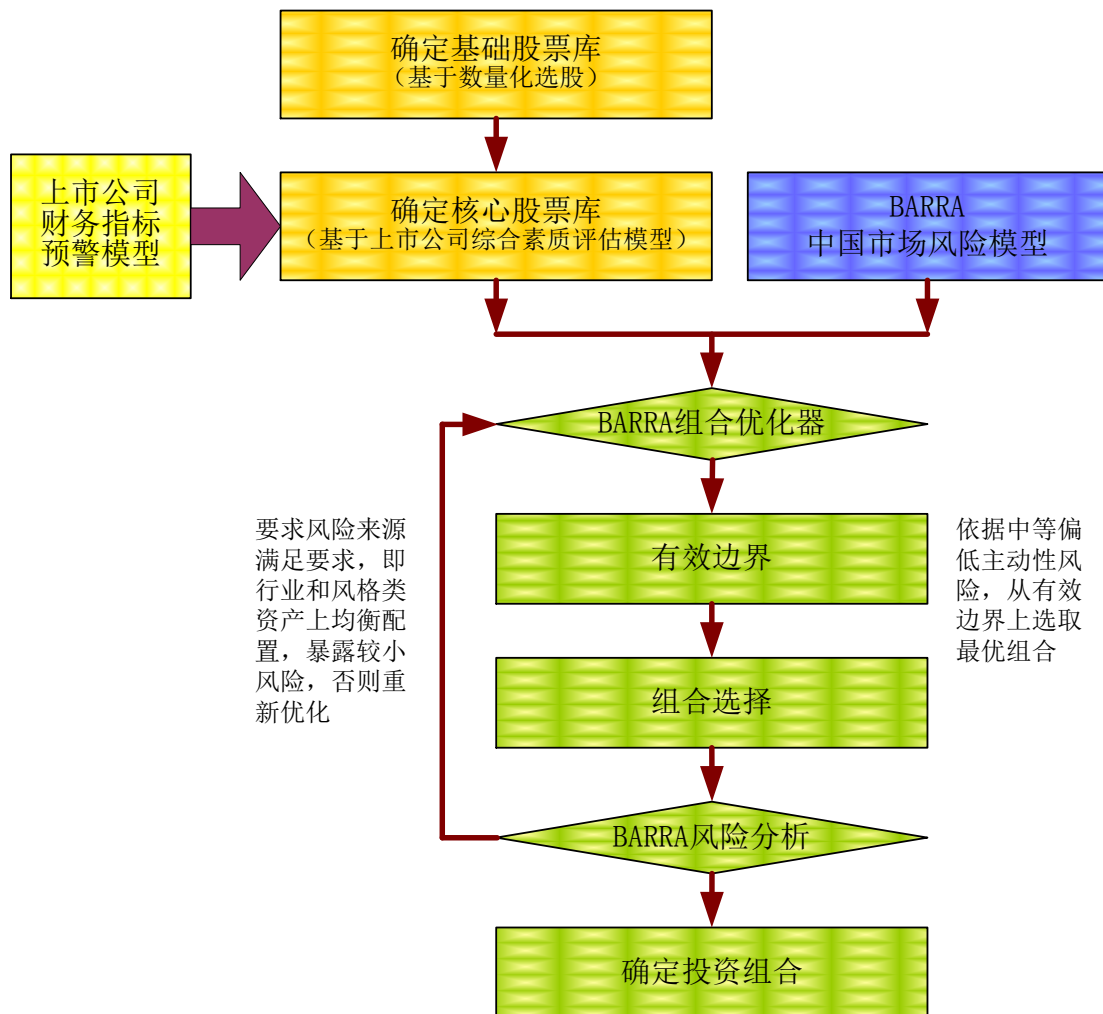 确定基础股票库
（基于数量化选股）
上市公司
财务指标
预警模型
确定核心股票库
（基于上市公司综合素质评估模型）
BARRA
中国市场风险模型
BARRA组合优化器
要求风险来源
满足要求，即
行业和风格类
资产上均衡配
置，暴露较小
风险，否则重
新优化
有效边界
依据中等偏
低主动性风
险，从有效
边界上选取
最优组合
组合选择
BARRA风险分析
确定投资组合